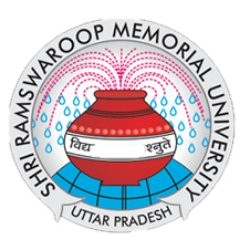 SHRI RAMSWAROOP MEMORIAL UNIVERSITY
विद्य श्नुत
UTTAR PRADESH